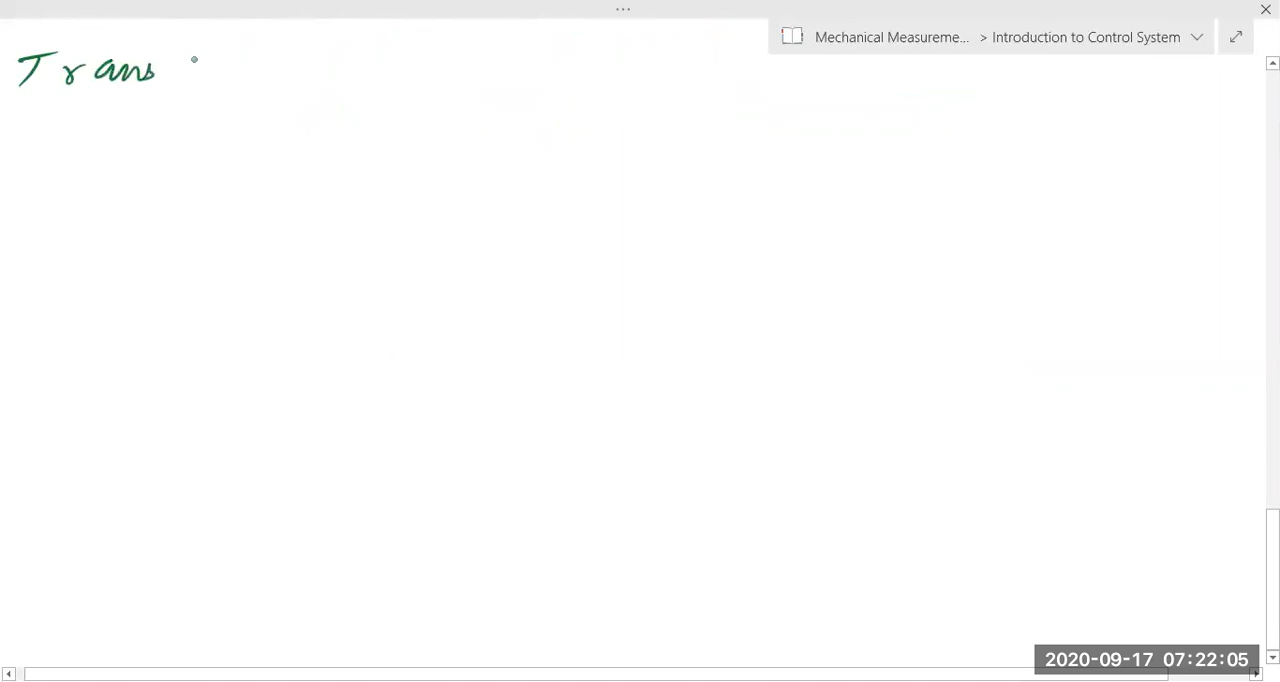 Mechanical Measureme... > Introduction to Control System
Trans
2020-09-17 07:22:05